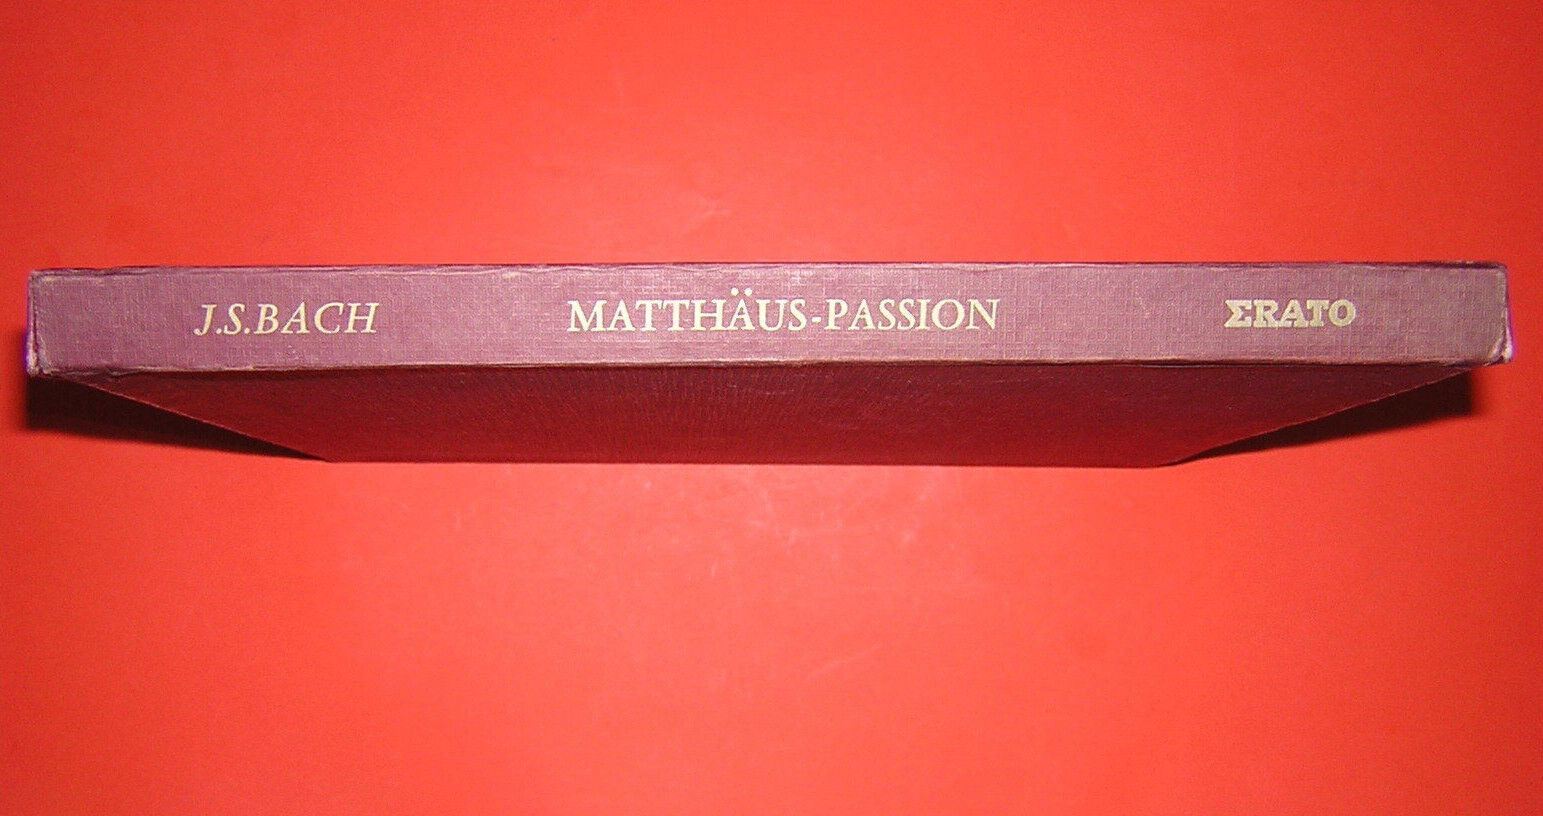 J.S.BACH MATTHÄUS-PASSION ΣRATO